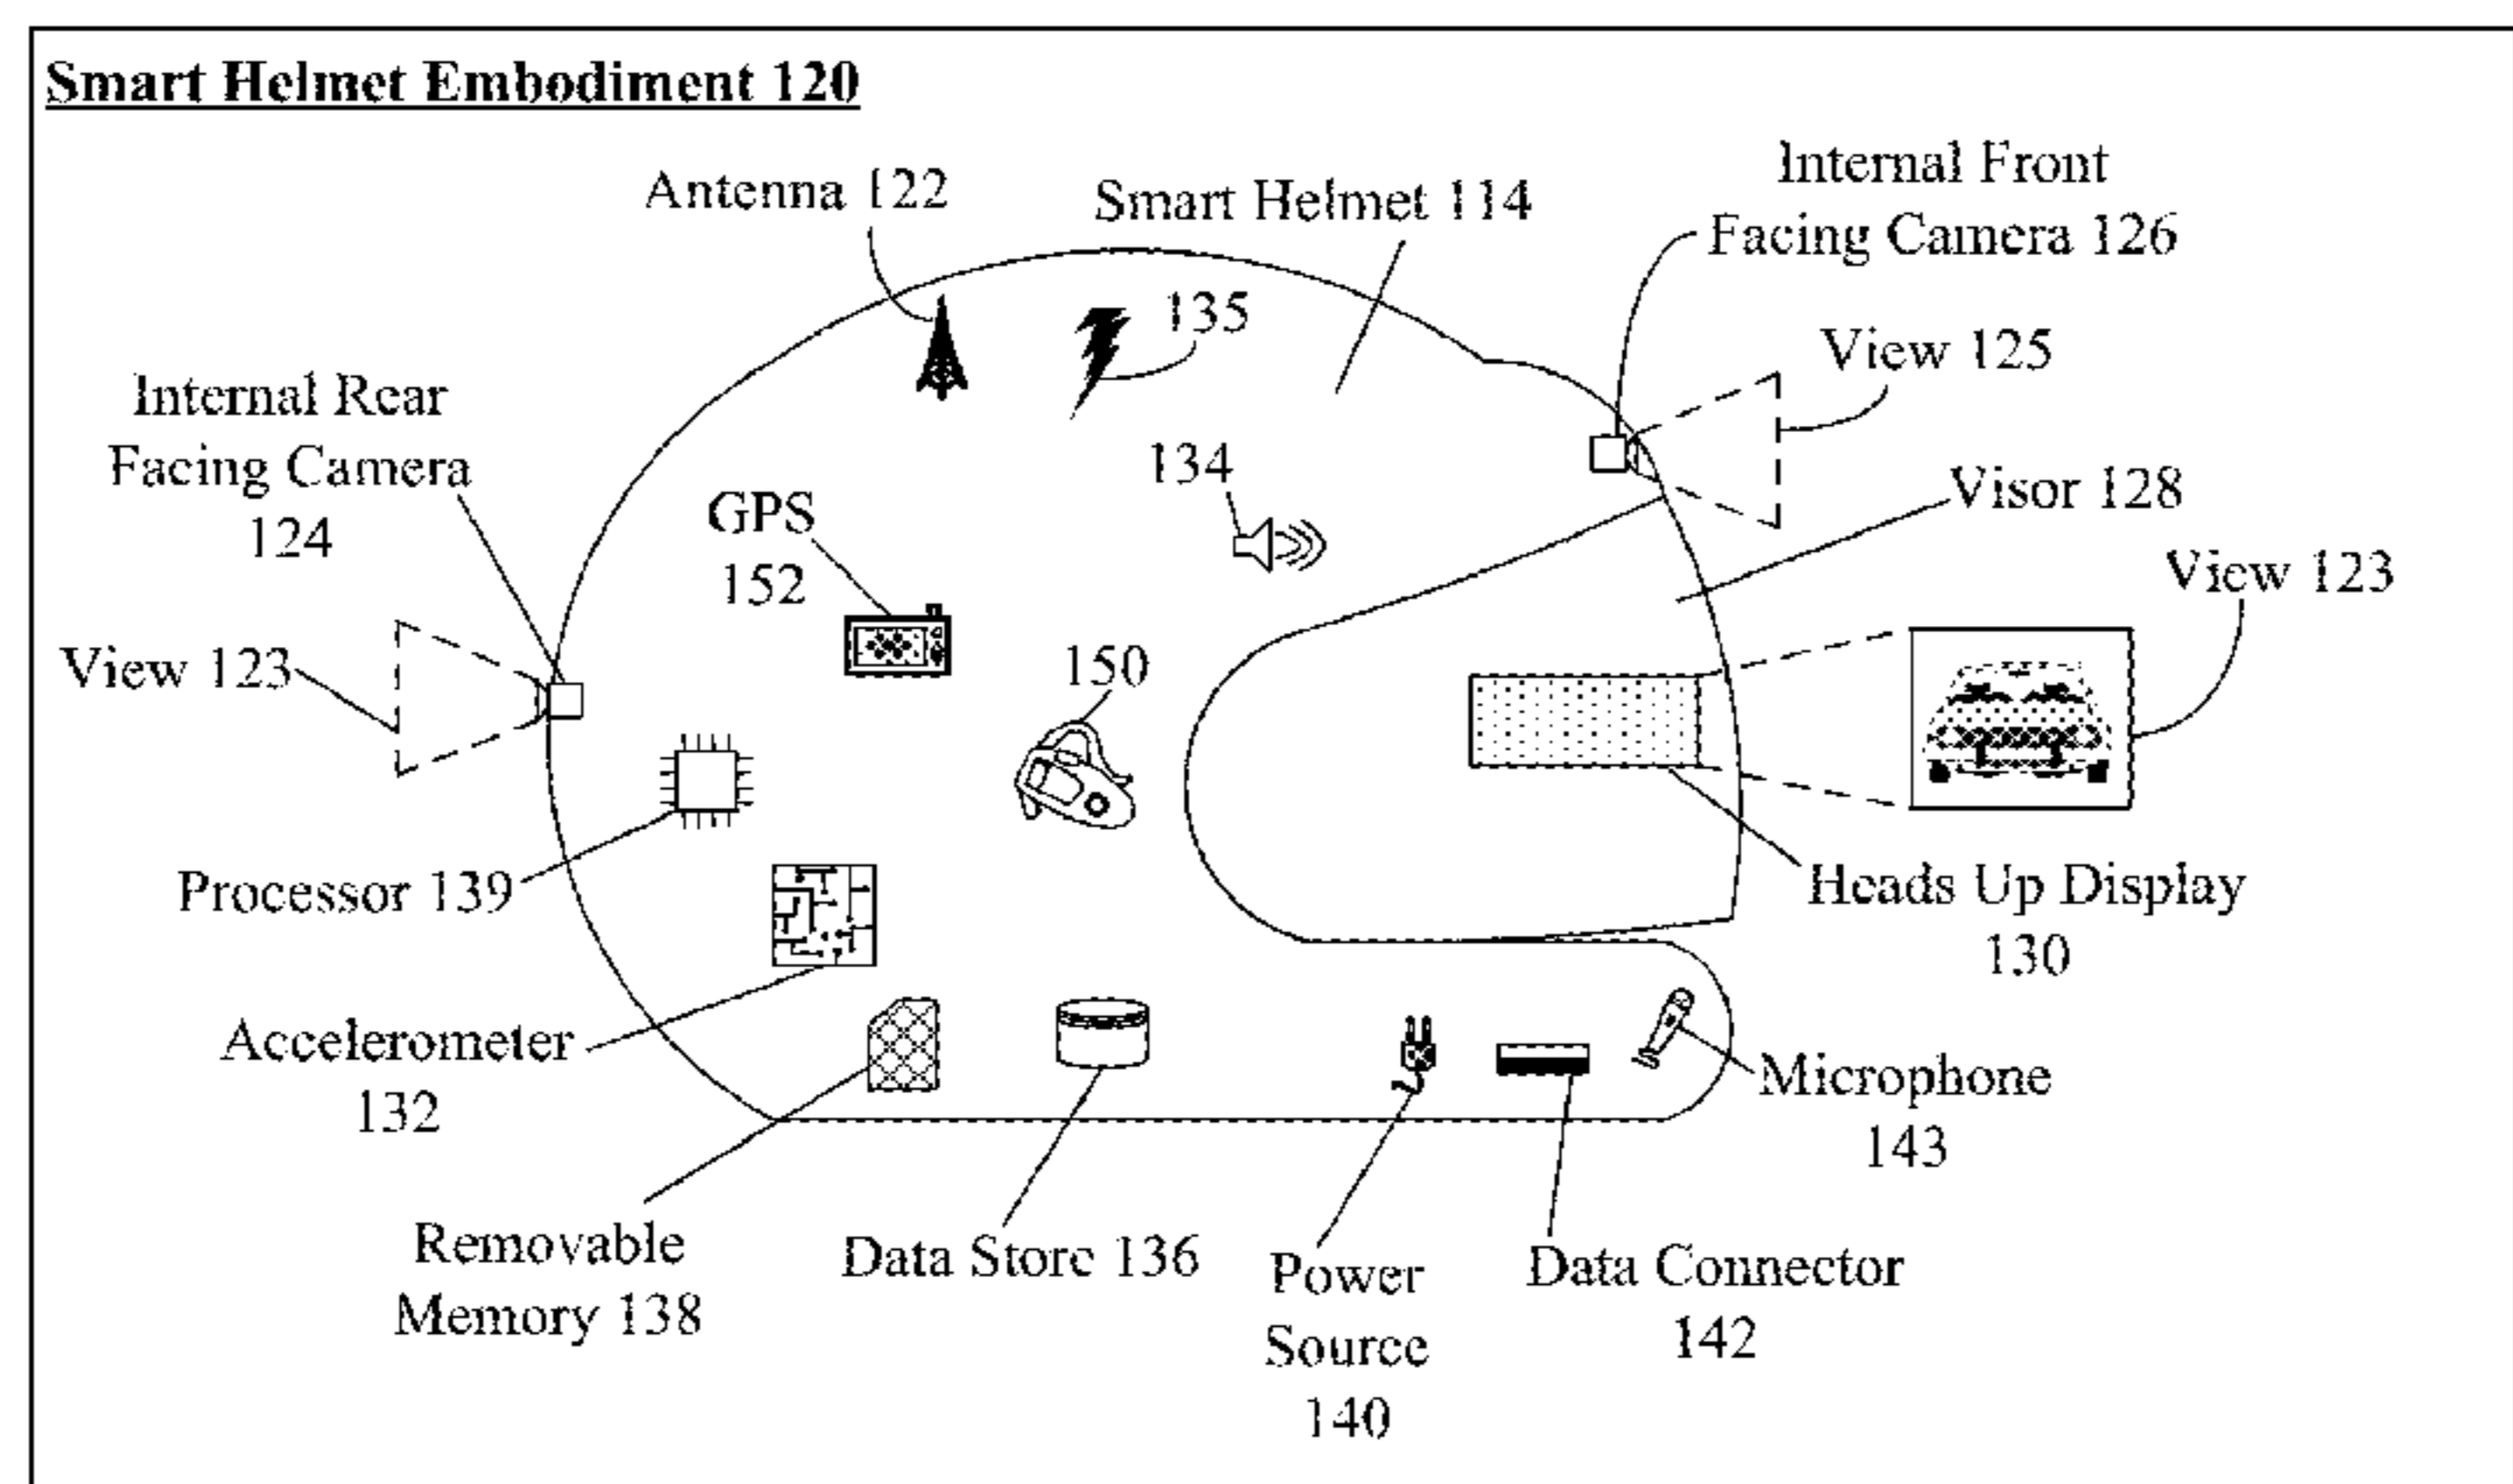 Smart Helmet Embodiment 120
Antenna 122
Smart Helmet 114
Internal Front
Facing Camera 126
135
View 125
Internal Rear
Facing Camera
124
134
Visor 128
GPS
152
View 123
View 123
150
Processor 139
Heads Up Display
130
Accelerometer
132
Microphone
143
Removable
Memory 138
Data Store 136
Power
Source
140
Data Connector
142